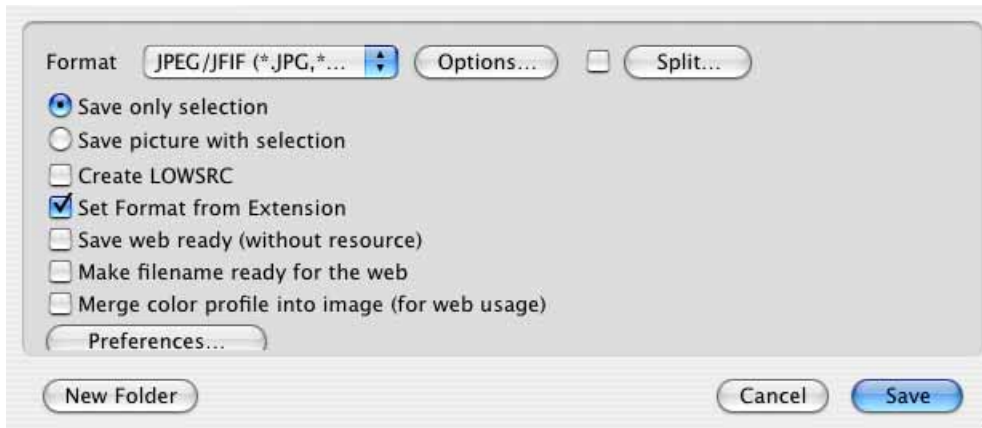 Format JPEG/JFIF (*.JPG,*... Options... Split...
Save only selection
Save picture with selection
Create LOWSRC
Set Format from Extension
Save web ready (without resource)
Make filename ready for the web
Merge color profile into image (for web usage)
Preferences...
New Folder Cancel Save